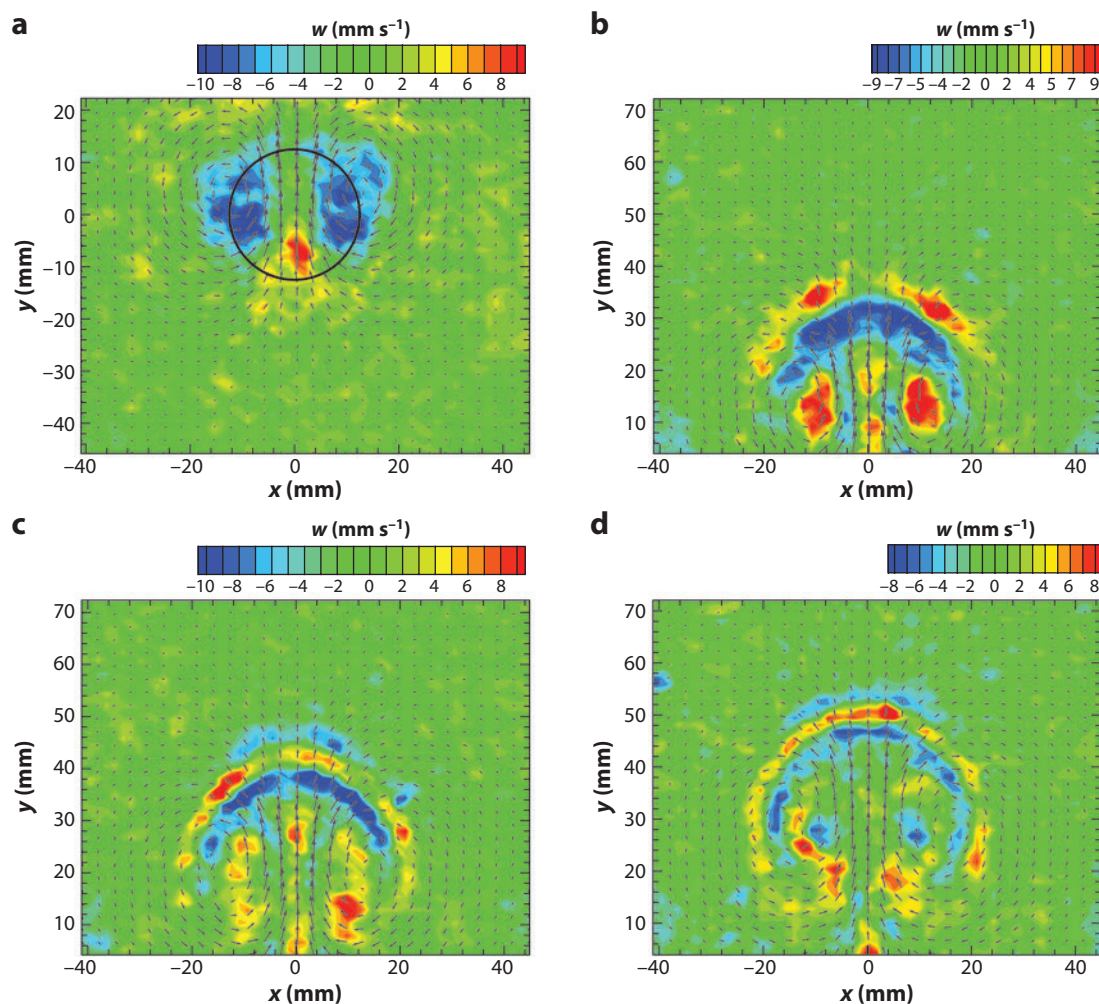 a
w (mm s⁻¹)
−10 −6 −4 −2 0 2 4 6 8
20
10
0
−10
−20
−30
−40
y (mm)
−40 −20 0 20 40
x (mm)
b
w (mm s⁻¹)
−9 −7 −5 −4 −2 0 2 4 5 7 9
70
60
50
40
30
20
10
y (mm)
−40 −20 0 20 40
x (mm)
c
w (mm s⁻¹)
−10 −6 −4 −2 0 2 4 6 8
70
60
50
40
30
20
10
y (mm)
−40 −20 0 20 40
x (mm)
d
w (mm s⁻¹)
−8 −6 −4 −2 0 2 4 6 8
70
60
50
40
30
20
10
y (mm)
−40 −20 0 20 40
x (mm)